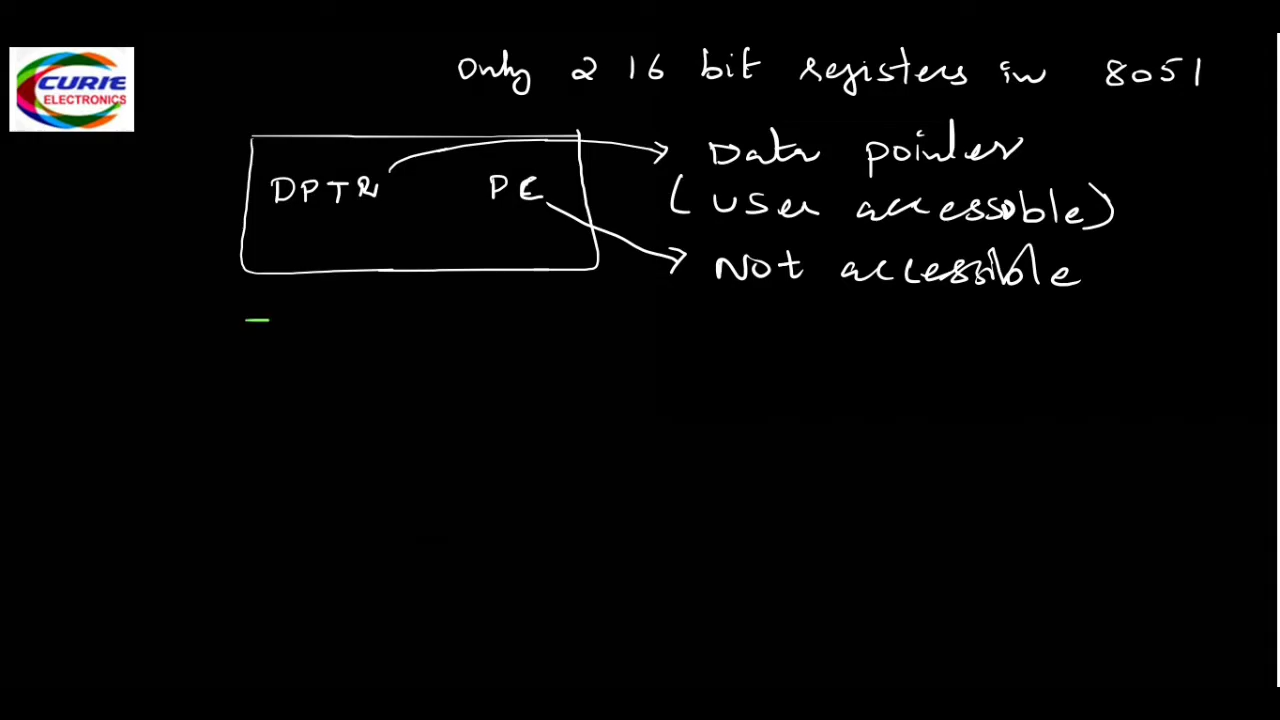 CURIE
ELECTRONICS
Only 2 16 bit registers in 8051
DPTR PC
Data pointer
(User accessible)
Not accessible